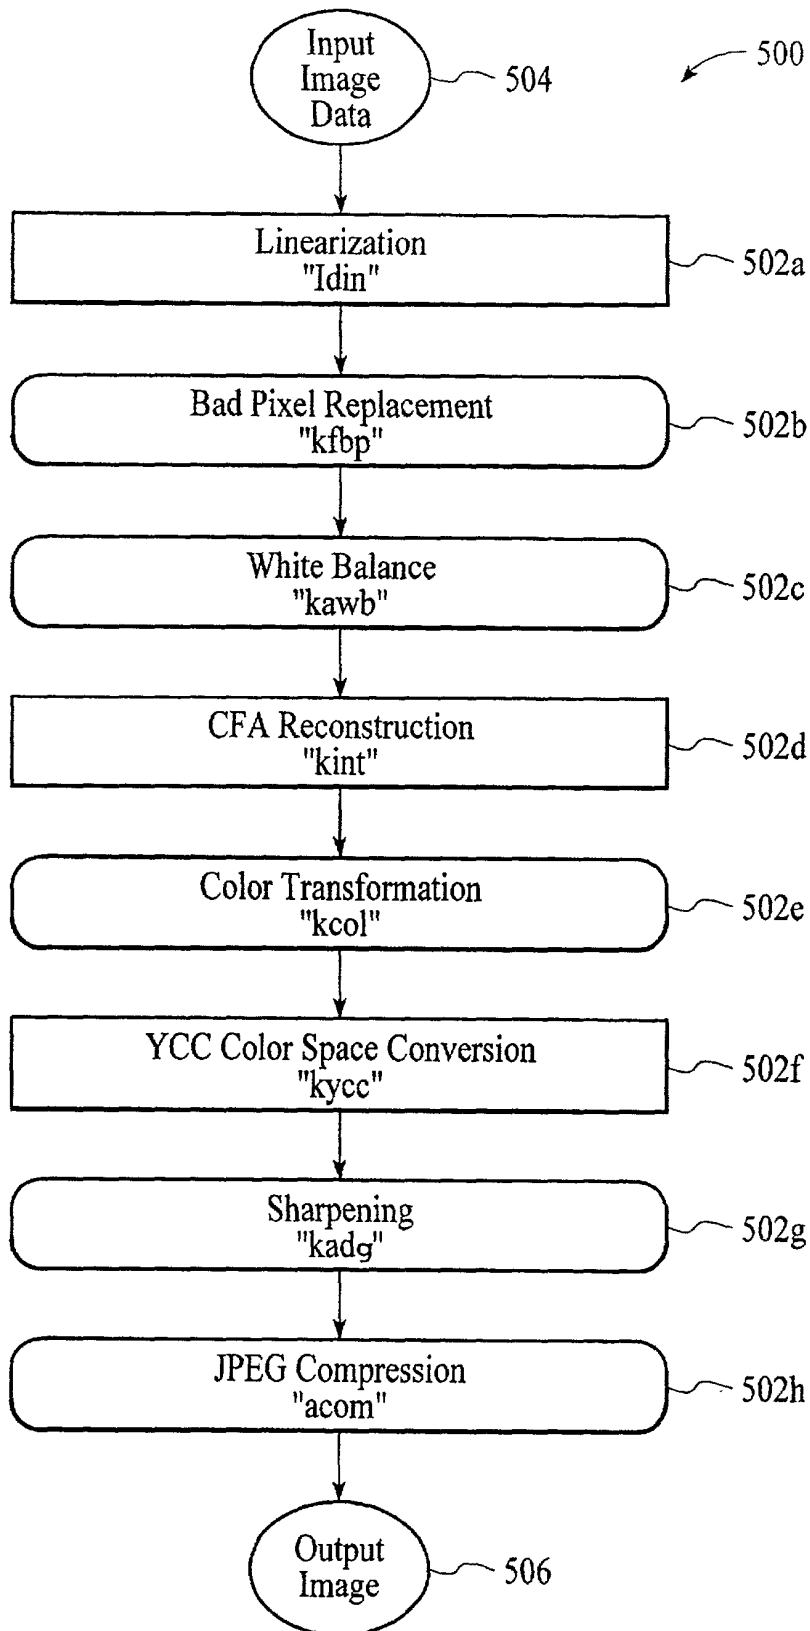 Input
Image
Data
504
500
Linearization
"Idin"
502a
Bad Pixel Replacement
"kfbp"
502b
White Balance
"kawb"
502c
CFA Reconstruction
"kint"
502d
Color Transformation
"kcol"
502e
YCC Color Space Conversion
"kycc"
502f
Sharpening
"kadg"
502g
JPEG Compression
"acom"
502h
Output
Image
506